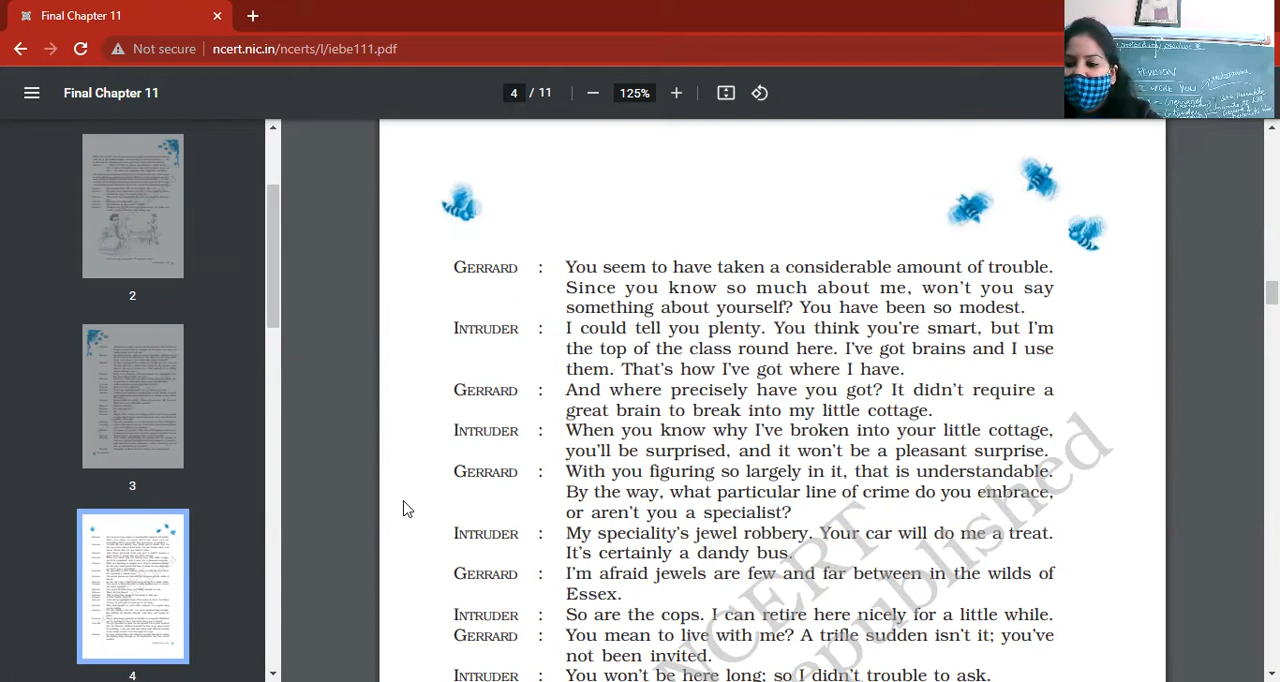 Final Chapter 11
Not secure
ncert.nic.in/ncerts/l/iebe111.pdf
Final Chapter 11
4 / 11
125%
2
3
4
GERRARD : You seem to have taken a considerable amount of trouble.
Since you know so much about me, won't you say
something about yourself? You have been so modest.
INTRUDER : I could tell you plenty. You think you're smart, but I'm
the top of the class round here. I've got brains and I use
them. That's how I've got where I have.
GERRARD : And where precisely have you got? It didn't require a
great brain to break into my little cottage.
INTRUDER : When you know why I've broken into your little cottage,
you'll be surprised, and it won't be a pleasant surprise.
GERRARD : With you figuring so largely in it, that is understandable.
By the way, what particular line of crime do you embrace,
or aren't you a specialist?
INTRUDER : My speciality's jewel robbery. Your car will do me a treat.
It's certainly a dandy bus.
GERRARD : I'm afraid jewels are few and far between in the wilds of
Essex.
INTRUDER : So are the cops. I can retire here nicely for a little while.
GERRARD : You mean to live with me? A trifle sudden isn't it; you've
not been invited.
INTRUDER : You won't be here long; so I didn't trouble to ask.
NCERT
republished
WERE YOU